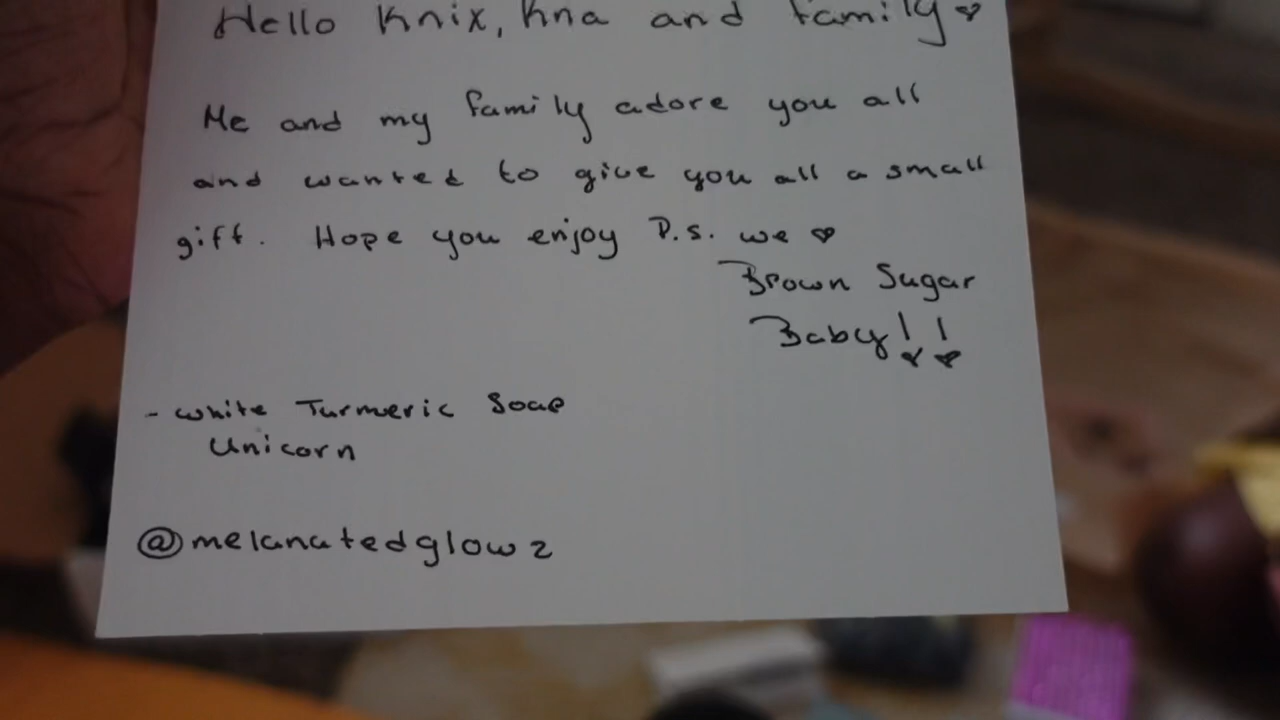 Hello Knix, Kna and family ♥
Me and my family adore you all
and wanted to give you all a small
gift. Hope you enjoy P.s. we ♥
Brown Sugar
Baby!!
- White Turmeric Soap
Unicorn
@melanatedglowz